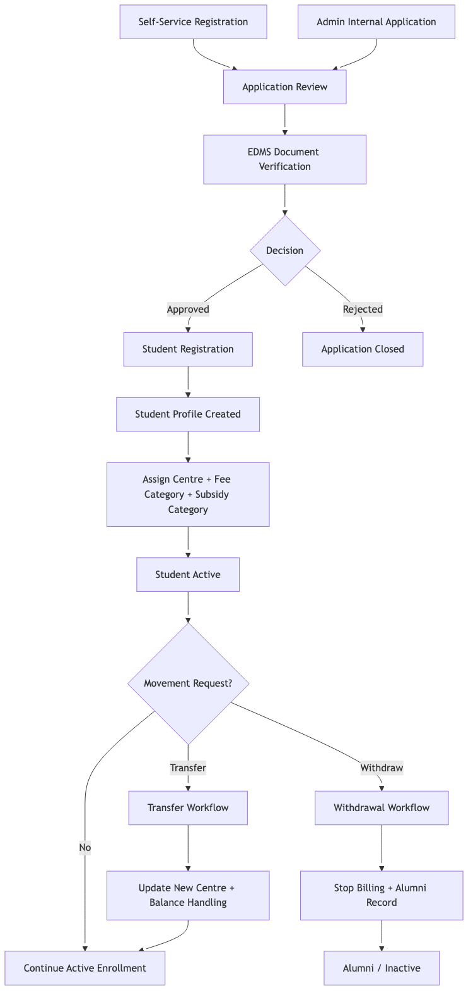 Self-Service Registration
Admin Internal Application
Application Review
EDMS Document
Verification
Decision
Approved
Rejected
Student Registration
Application Closed
Student Profile Created
Assign Centre + Fee
Category + Subsidy
Category
Student Active
Movement Request?
Transfer
Withdraw
Transfer Workflow
Withdrawal Workflow
No
Update New Centre +
Balance Handling
Stop Billing + Alumni
Record
Continue Active Enrollment
Alumni / Inactive